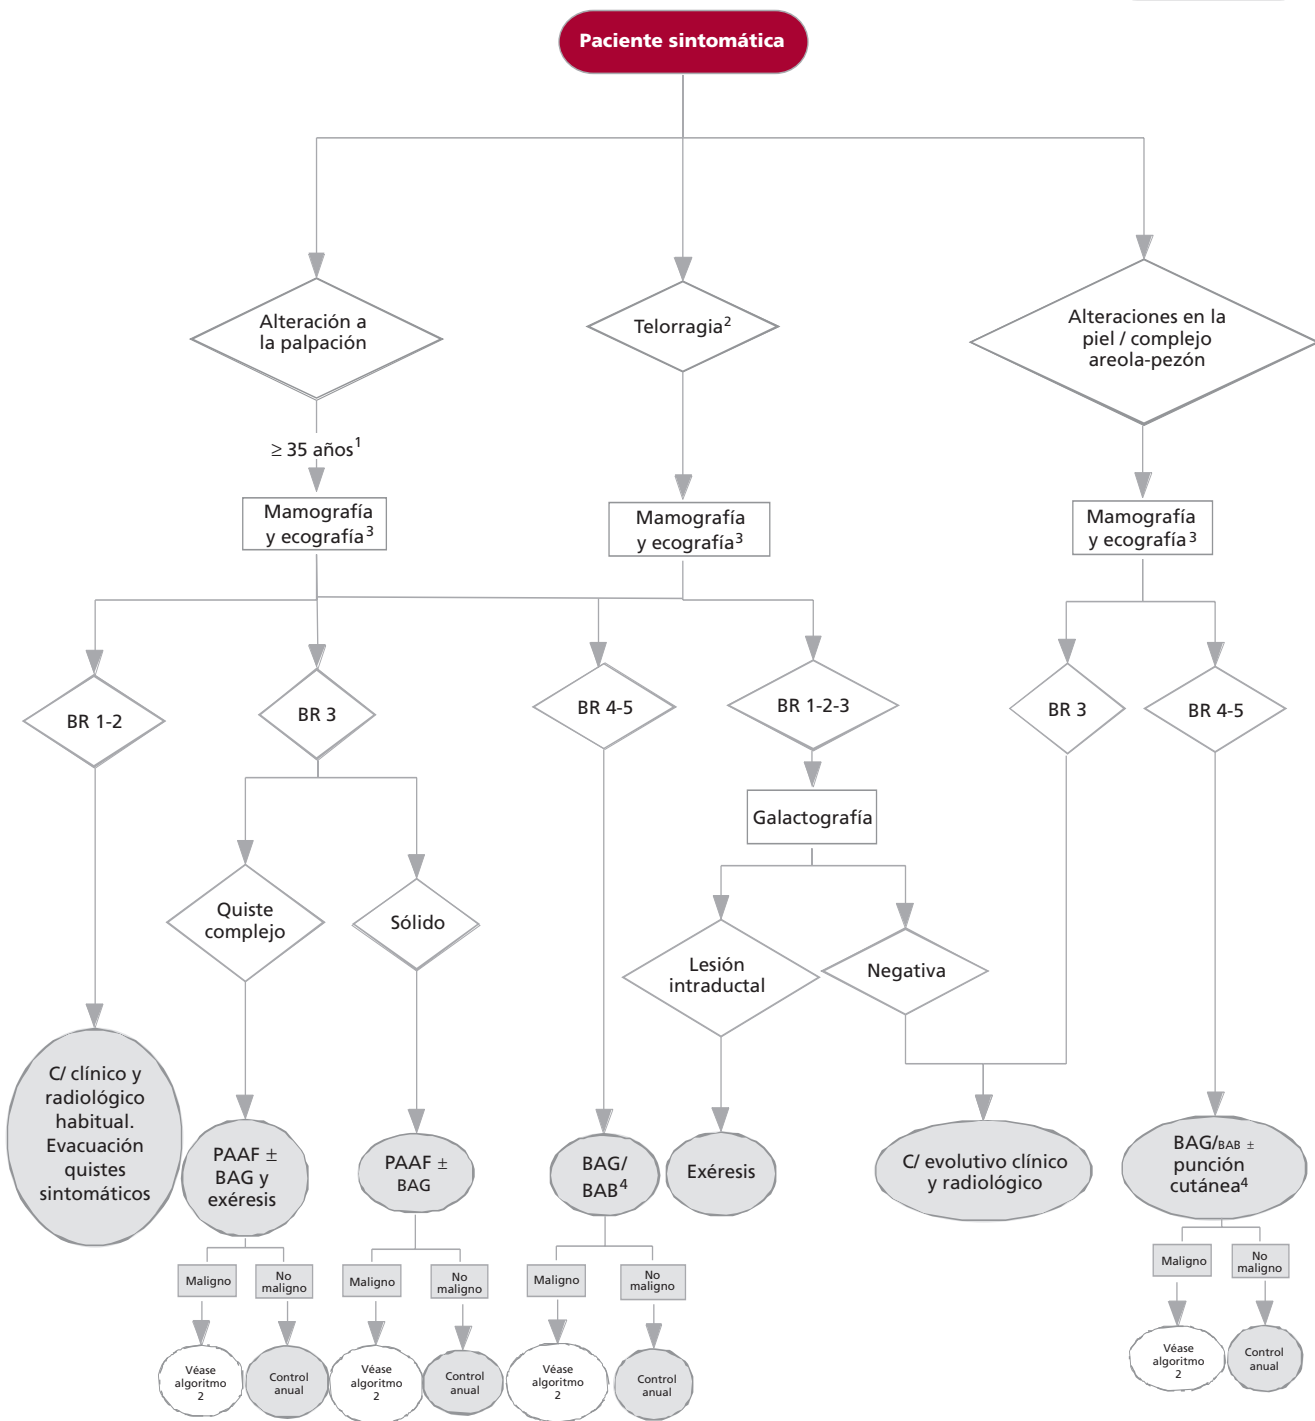 Paciente sintomática
Alteración a
la palpación
Telorragia2
Alteraciones en la
piel / complejo
areola-pezón
≥ 35 años1
Mamografía
y ecografía3
Mamografía
y ecografía3
Mamografía
y ecografía3
BR 1-2
BR 3
BR 4-5
BR 1-2-3
BR 3
BR 4-5
Galactografía
Quiste
complejo
Sólido
Lesión
intraductal
Negativa
C/ clínico y
radiológico
habitual.
Evacuación
quistes
sintomáticos
PAAF ±
BAG y
exéresis
PAAF ±
BAG
BAG/
BAB4
Exéresis
C/ evolutivo clínico
y radiológico
BAG/BAB ±
punción
cutánea4
Maligno
No
maligno
Maligno
No
maligno
Maligno
No
maligno
Maligno
No
maligno
Véase
algoritmo
2
Control
anual
Véase
algoritmo
2
Control
anual
Véase
algoritmo
2
Control
anual
Véase
algoritmo
2
Control
anual